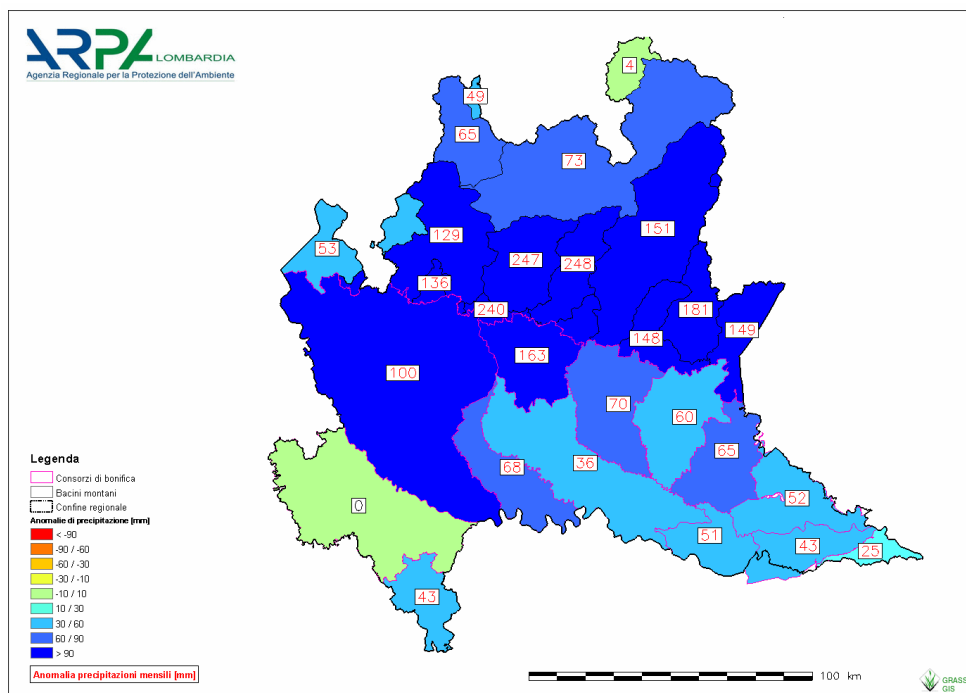 ARPA LOMBARDIA
Agenzia Regionale per la Protezione dell'Ambiente
4
49
65
73
53
129
151
247
248
136
240
181
149
148
163
100
70
60
65
68
36
0
52
51
43
25
43
Legenda
Consorzi di bonifica
Bacini montani
Confine regionale
Anomalie di precipitazione [mm]
< -90
-90 / -60
-60 / -30
-30 / -10
-10 / 10
10 / 30
30 / 60
60 / 90
> 90
Anomalia precipitazioni mensili [mm]
100 km
GRASS
GIS